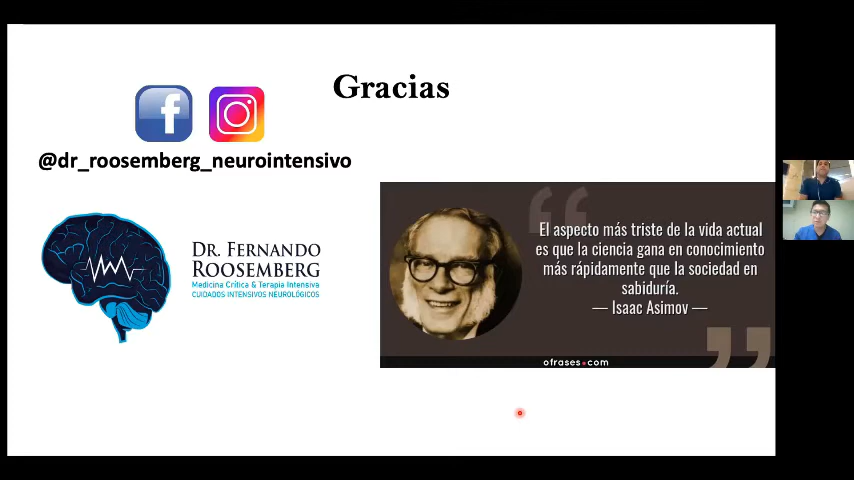 Gracias
@dr_roosemberg_neurointensivo
DR. FERNANDO
ROOSEMBERG
Medicina Crítica & Terapia Intensiva
CUIDADOS INTENSIVOS NEUROLÓGICOS
El aspecto más triste de la vida actual
es que la ciencia gana en conocimiento
más rápidamente que la sociedad en
sabiduría.
— Isaac Asimov —
ofrases.com